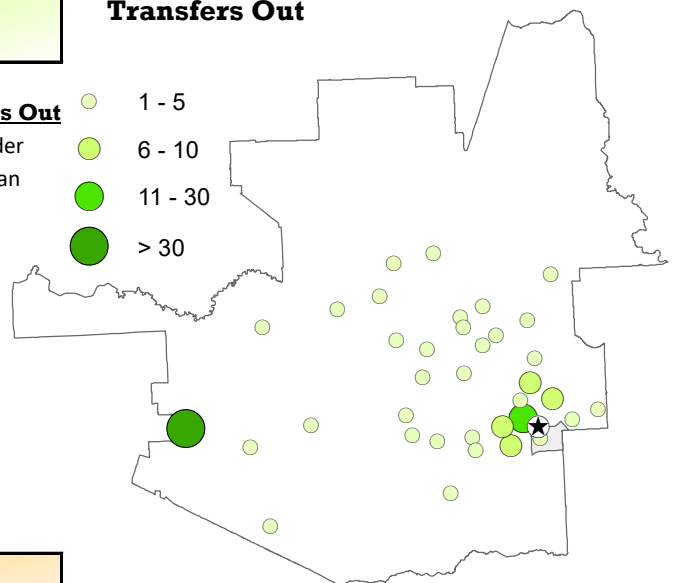 Transfers Out
s Out
der
an
1 - 5
6 - 10
11 - 30
> 30